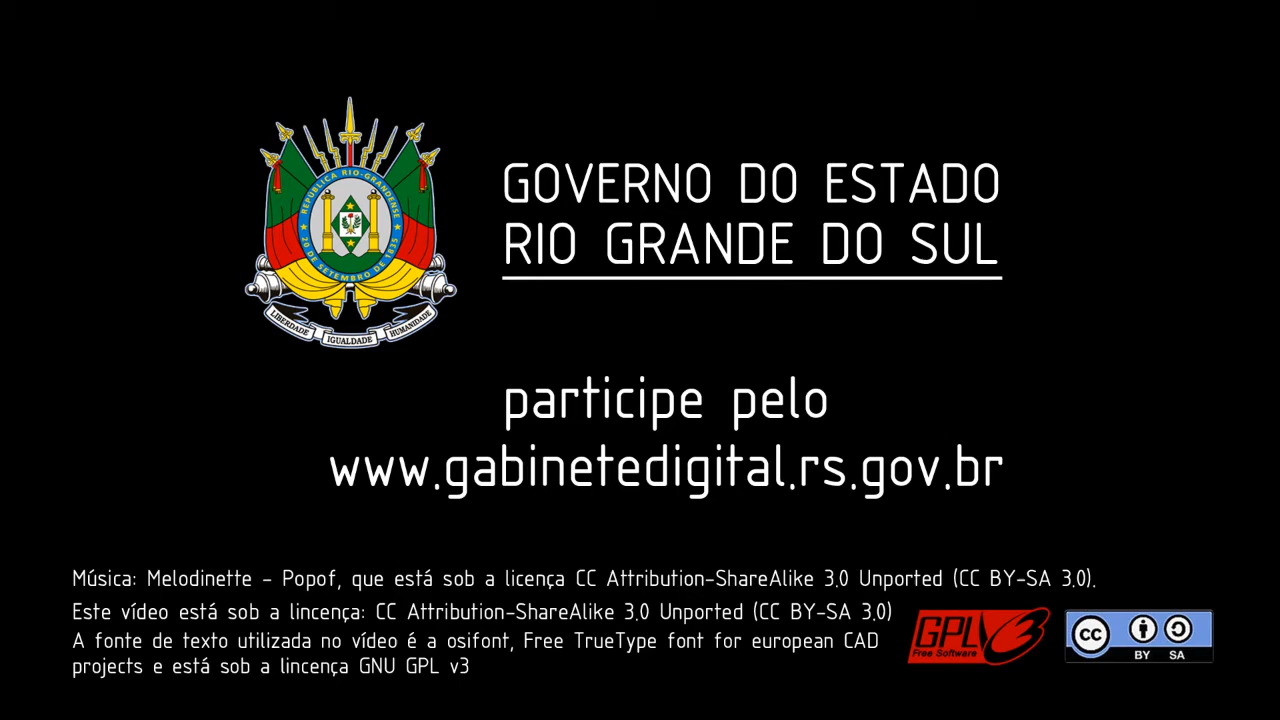 REPÚBLICA RIO-GRANDENSE
20 DE SETEMBRO DE 1835
LIBERDADE IGUALDADE HUMANIDADE
GOVERNO DO ESTADO
RIO GRANDE DO SUL
participe pelo
www.gabinetedigital.rs.gov.br
Música: Melodinette - Popof, que está sob a licença CC Attribution-ShareAlike 3.0 Unported (CC BY-SA 3.0).
Este vídeo está sob a lincença: CC Attribution-ShareAlike 3.0 Unported (CC BY-SA 3.0)
A fonte de texto utilizada no vídeo é a osifont, Free TrueType font for european CAD
projects e está sob a lincença GNU GPL v3
GPLv3
Free Software
cc
BY SA